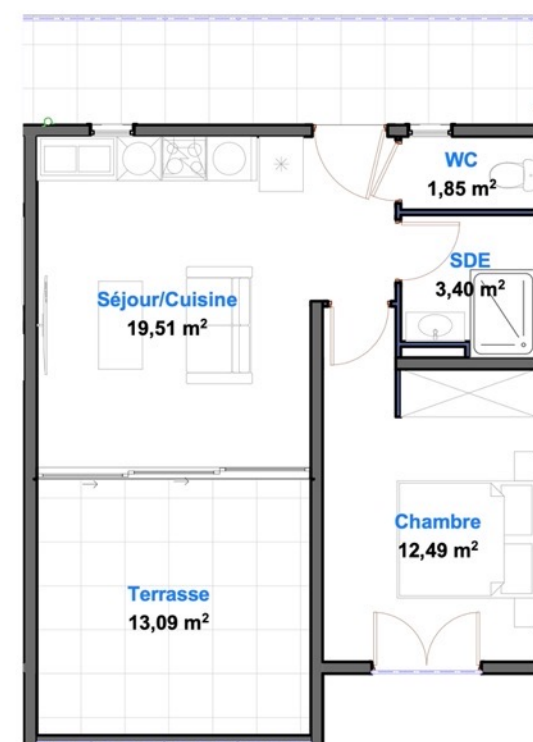 WC
1,85 m²
SDE
3,40 m²
Séjour/Cuisine
19,51 m²
Chambre
12,49 m²
Terrasse
13,09 m²